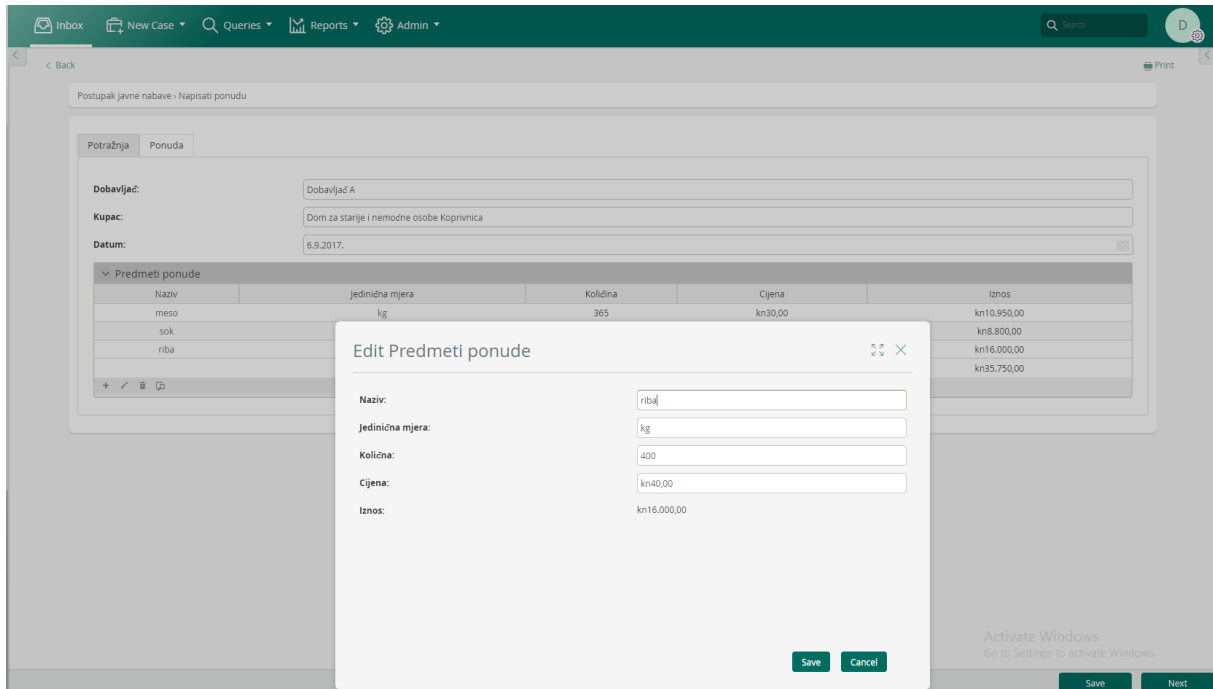 Inbox New Case Queries Reports Admin Search D
Back Print
Postupak javne nabave › Napisati ponudu
Potražnja Ponuda
Dobavljač: Dobavljač A
Kupac: Dom za starije i nemoćne osobe Koprivnica
Datum: 6.9.2017.
Predmeti ponude
Naziv Jedinična mjera Količina Cijena Iznos
meso kg 365 kn30,00 kn10.950,00
sok kn8.800,00
riba kn16.000,00
kn35.750,00
Edit Predmeti ponude
Naziv: riba
Jedinična mjera: kg
Količna: 400
Cijena: kn40,00
Iznos: kn16.000,00
Activate Windows
Go to Settings to activate Windows.
Save Cancel
Save Next